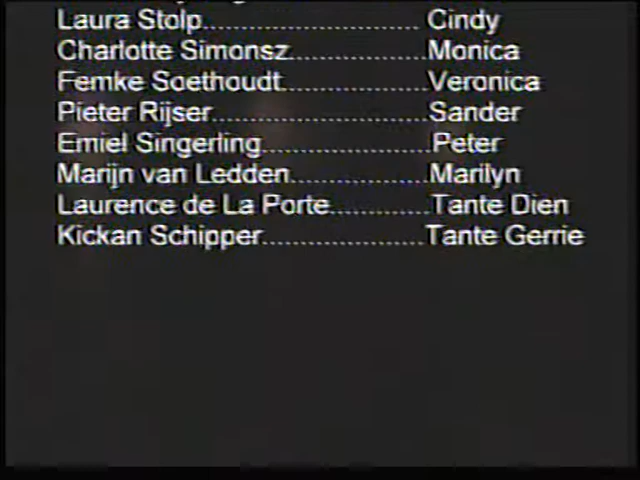 Laura Stolp........................... Cindy
Charlotte Simonsz.................Monica
Femke Soethoudt..................Veronica
Pieter Rijser...........................Sander
Emiel Singerling.....................Peter
Marijn van Ledden.................Marilyn
Laurence de La Porte............Tante Dien
Kickan Schipper....................Tante Gerrie